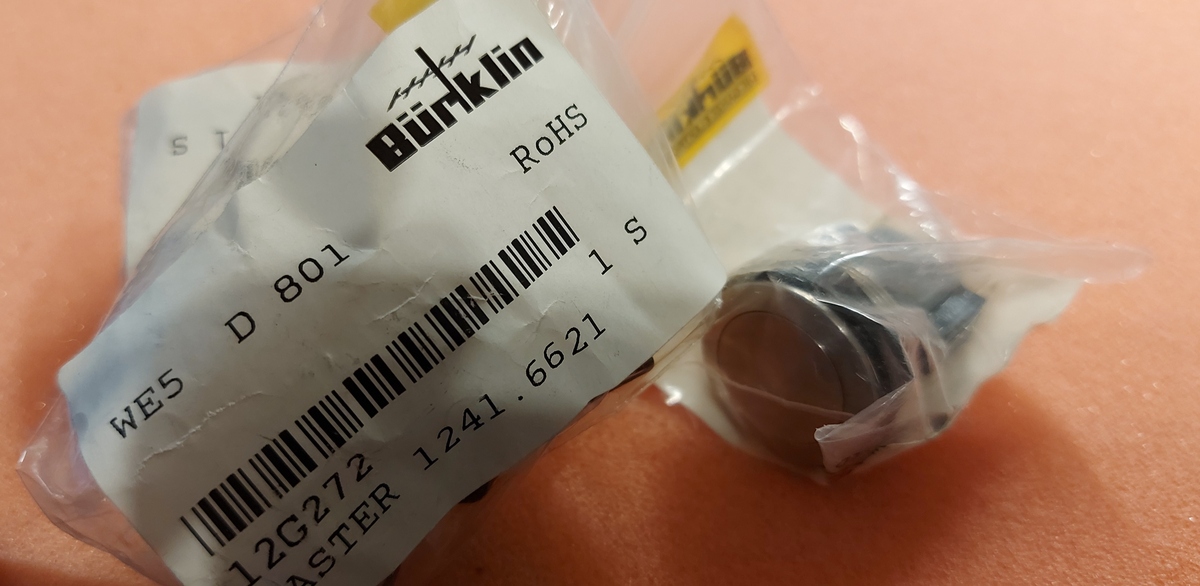 Bürklin
RoHS
WE5 D 801 1 S
12G272
ASTER 1241.6621